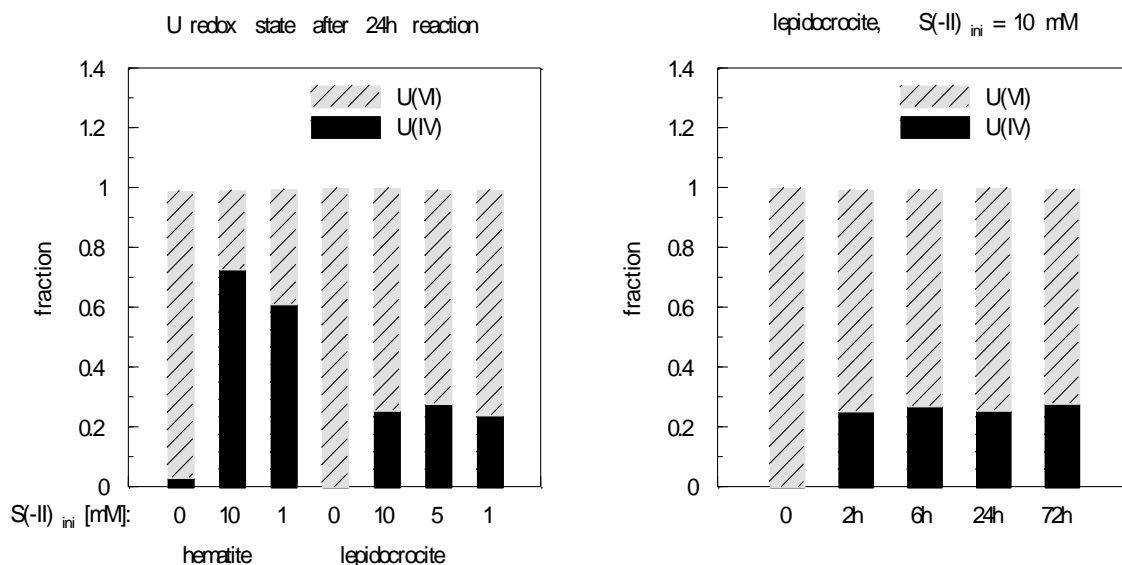 U redox state after 24h reaction
1.4
1.2
1
0.8
0.6
0.4
0.2
0
fraction
U(VI)
U(IV)
S(-II) ini [mM]: 0 10 1 0 10 5 1
hematite lepidocrocite
lepidocrocite, S(-II) ini = 10 mM
1.4
1.2
1
0.8
0.6
0.4
0.2
0
fraction
U(VI)
U(IV)
0 2h 6h 24h 72h